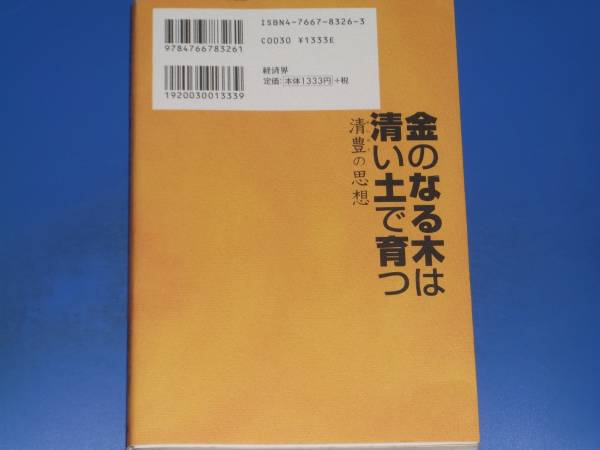 ISBN4-7667-8326-3
C0030 ¥1333E
9784766783261
経済界
定価:本体1333円+税
1920030013339
金のなる木は
清い土で育つ
清豊の思想